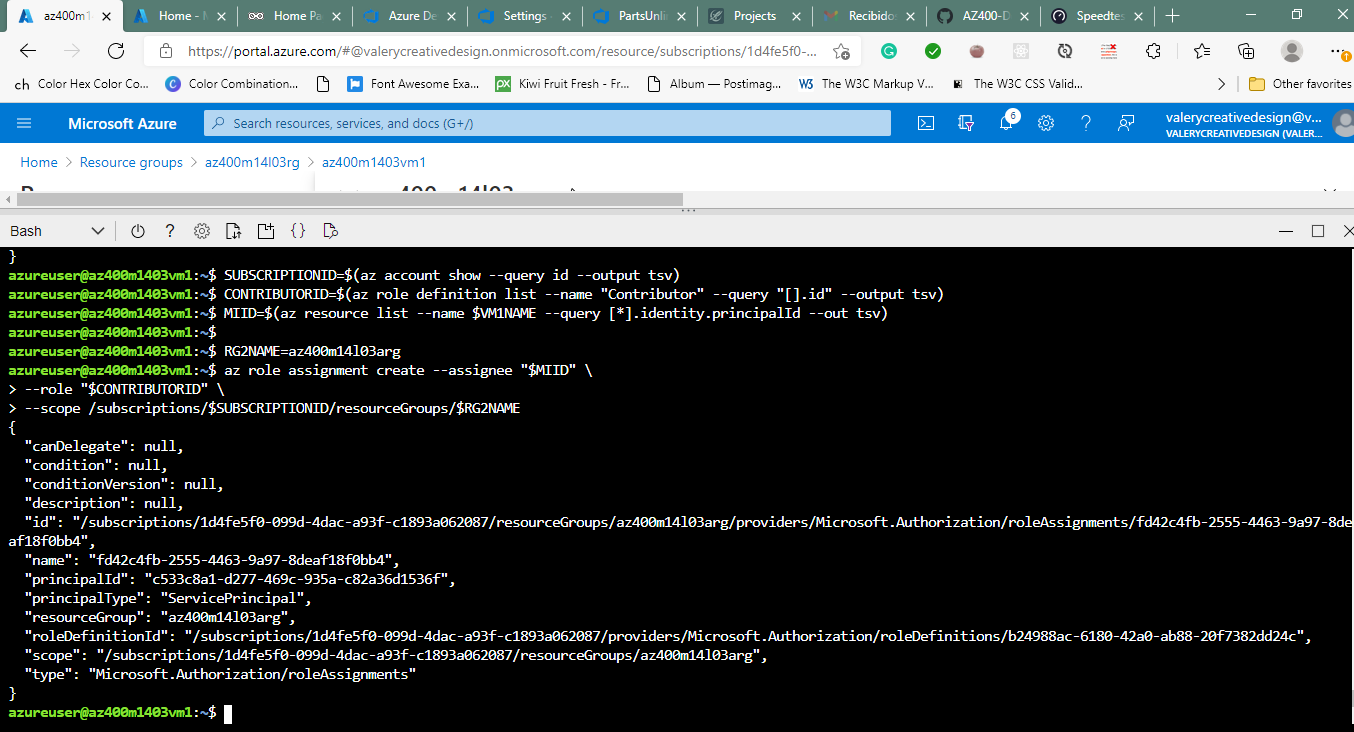 az400m1
Home - M
Home Pa
Azure De
Settings
PartsUnli
Projects
Recibidos
AZ400-D
Speedtes
https://portal.azure.com/#@valerycreativedesign.onmicrosoft.com/resource/subscriptions/1d4fe5f0-...
ch Color Hex Color Co...
Color Combination...
Font Awesome Exa...
px Kiwi Fruit Fresh - Fr...
Album — Postimag...
W3 The W3C Markup V...
The W3C CSS Valid...
Other favorites
Microsoft Azure
Search resources, services, and docs (G+/)
6
valerycreativedesign@v...
VALERYCREATIVEDESIGN (VALER...
Home > Resource groups > az400m14l03rg > az400m1403vm1
Bash
}
azureuser@az400m1403vm1:~$ SUBSCRIPTIONID=$(az account show --query id --output tsv)
azureuser@az400m1403vm1:~$ CONTRIBUTORID=$(az role definition list --name "Contributor" --query "[].id" --output tsv)
azureuser@az400m1403vm1:~$ MIID=$(az resource list --name $VM1NAME --query [*].identity.principalId --out tsv)
azureuser@az400m1403vm1:~$
azureuser@az400m1403vm1:~$ RG2NAME=az400m14l03arg
azureuser@az400m1403vm1:~$ az role assignment create --assignee "$MIID" \
> --role "$CONTRIBUTORID" \
> --scope /subscriptions/$SUBSCRIPTIONID/resourceGroups/$RG2NAME
{
"canDelegate": null,
"condition": null,
"conditionVersion": null,
"description": null,
"id": "/subscriptions/1d4fe5f0-099d-4dac-a93f-c1893a062087/resourceGroups/az400m14l03arg/providers/Microsoft.Authorization/roleAssignments/fd42c4fb-2555-4463-9a97-8de
af18f0bb4",
"name": "fd42c4fb-2555-4463-9a97-8deaf18f0bb4",
"principalId": "c533c8a1-d277-469c-935a-c82a36d1536f",
"principalType": "ServicePrincipal",
"resourceGroup": "az400m14l03arg",
"roleDefinitionId": "/subscriptions/1d4fe5f0-099d-4dac-a93f-c1893a062087/providers/Microsoft.Authorization/roleDefinitions/b24988ac-6180-42a0-ab88-20f7382dd24c",
"scope": "/subscriptions/1d4fe5f0-099d-4dac-a93f-c1893a062087/resourceGroups/az400m14l03arg",
"type": "Microsoft.Authorization/roleAssignments"
}
azureuser@az400m1403vm1:~$